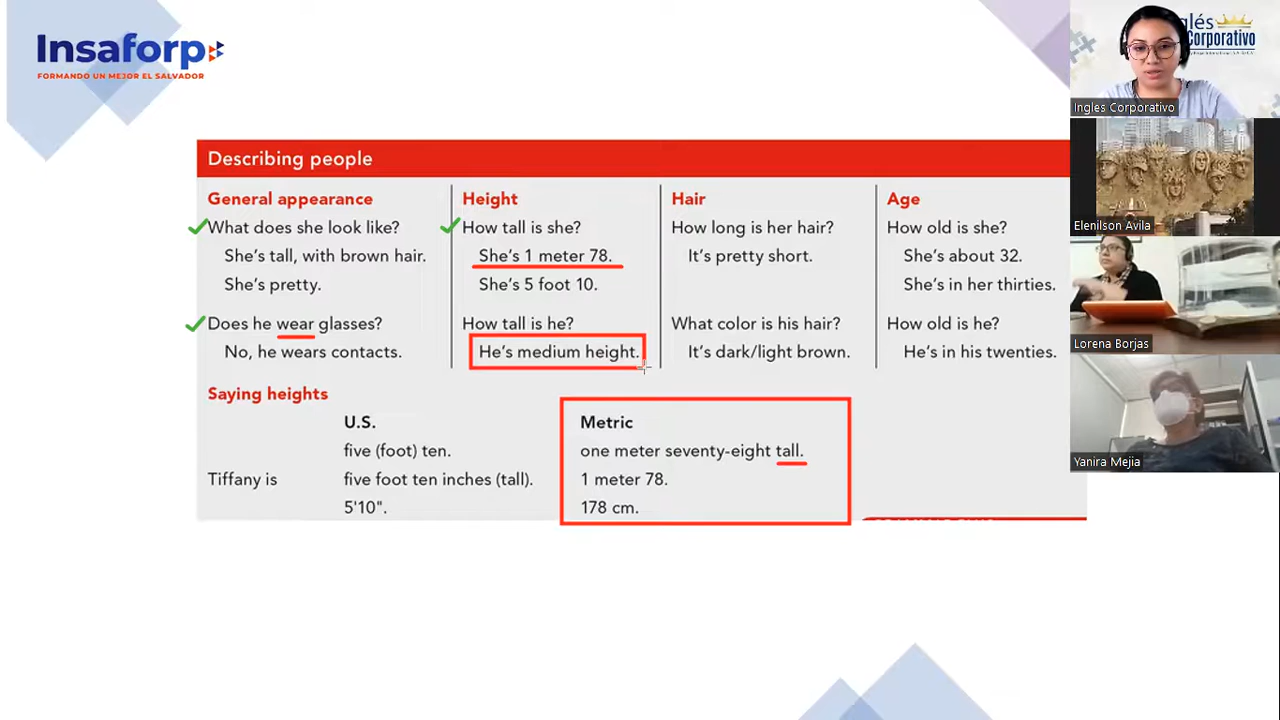 Insaforp
FORMANDO UN MEJOR EL SALVADOR
Describing people
General appearance
What does she look like?
She's tall, with brown hair.
She's pretty.
Does he wear glasses?
No, he wears contacts.
Height
How tall is she?
She's 1 meter 78.
She's 5 foot 10.
How tall is he?
He's medium height.
Hair
How long is her hair?
It's pretty short.
What color is his hair?
It's dark/light brown.
Age
How old is she?
She's about 32.
She's in her thirties.
How old is he?
He's in his twenties.
Saying heights
U.S.
Metric
five (foot) ten.
one meter seventy-eight tall.
Tiffany is
five foot ten inches (tall).
1 meter 78.
5'10".
178 cm.
glés
Corporativo
Ingles Corporativo
Elenilson Avila
Lorena Borjas
Yanira Mejia